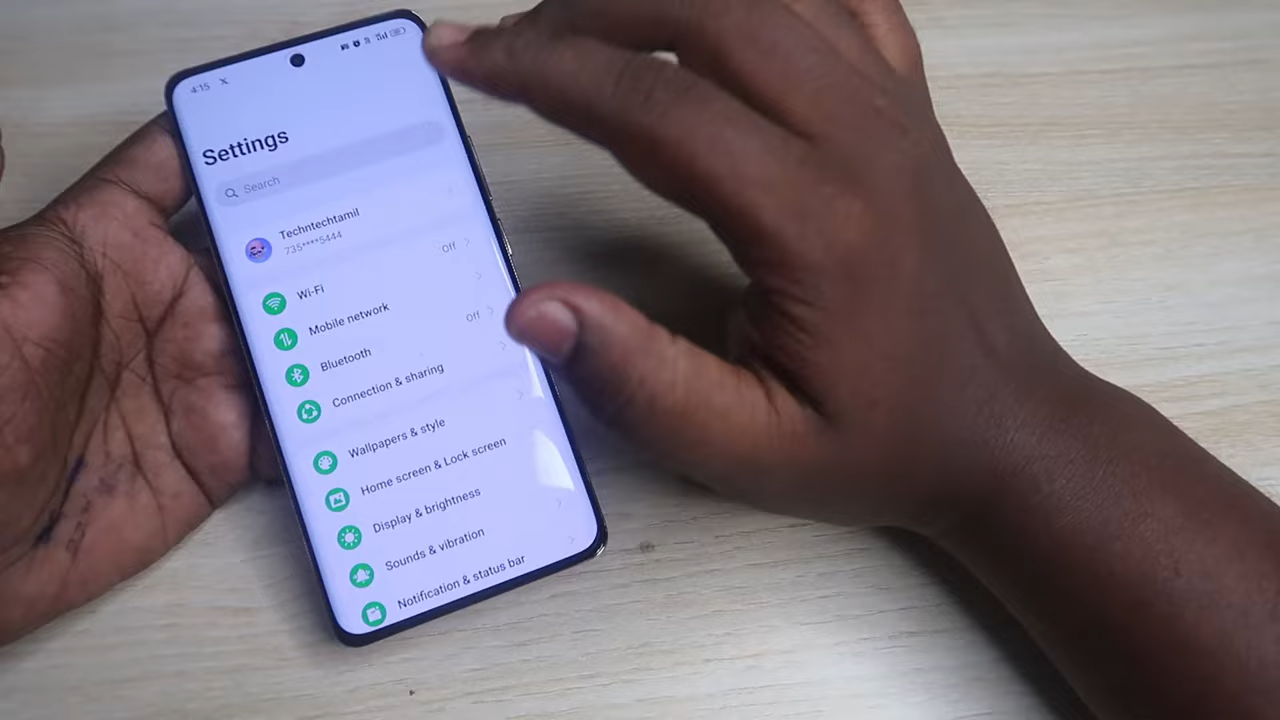 4:15
Settings
Search
Techntechtamil
735****5444
Wi-Fi Off
Mobile network
Bluetooth Off
Connection & sharing
Wallpapers & style
Home screen & Lock screen
Display & brightness
Sounds & vibration
Notification & status bar